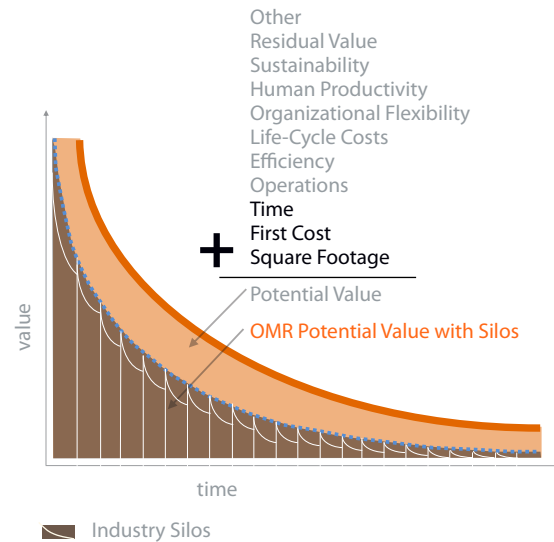 Other
Residual Value
Sustainability
Human Productivity
Organizational Flexibility
Life-Cycle Costs
Efficiency
Operations
Time
First Cost
+ Square Footage
Potential Value
OMR Potential Value with Silos
value
time
Industry Silos